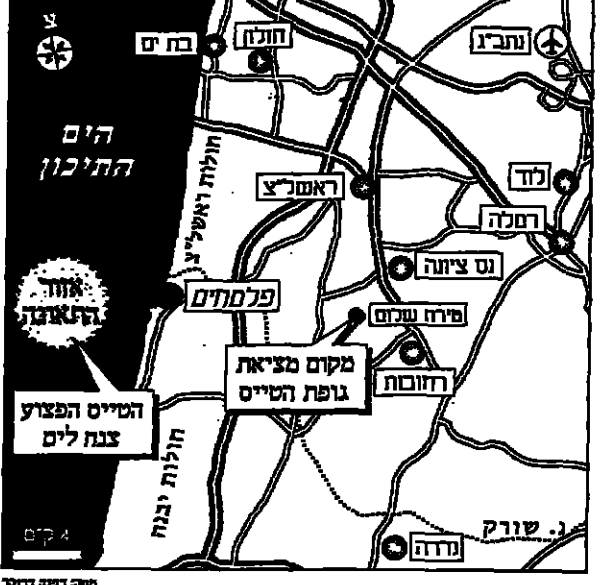 צ
בת ים
חולון
נתב"ג
הים
התיכון
חולות ראשל"צ
ראשל"צ
לוד
רמלה
נס ציונה
אזור
התאונה
פלמחים
טירת שלום
מקום מציאת
גופת הטייס
רחובות
הטייס הפצוע
צנח לים
חולות יבנה
נ. שורק
גדרה
4 ק"מ